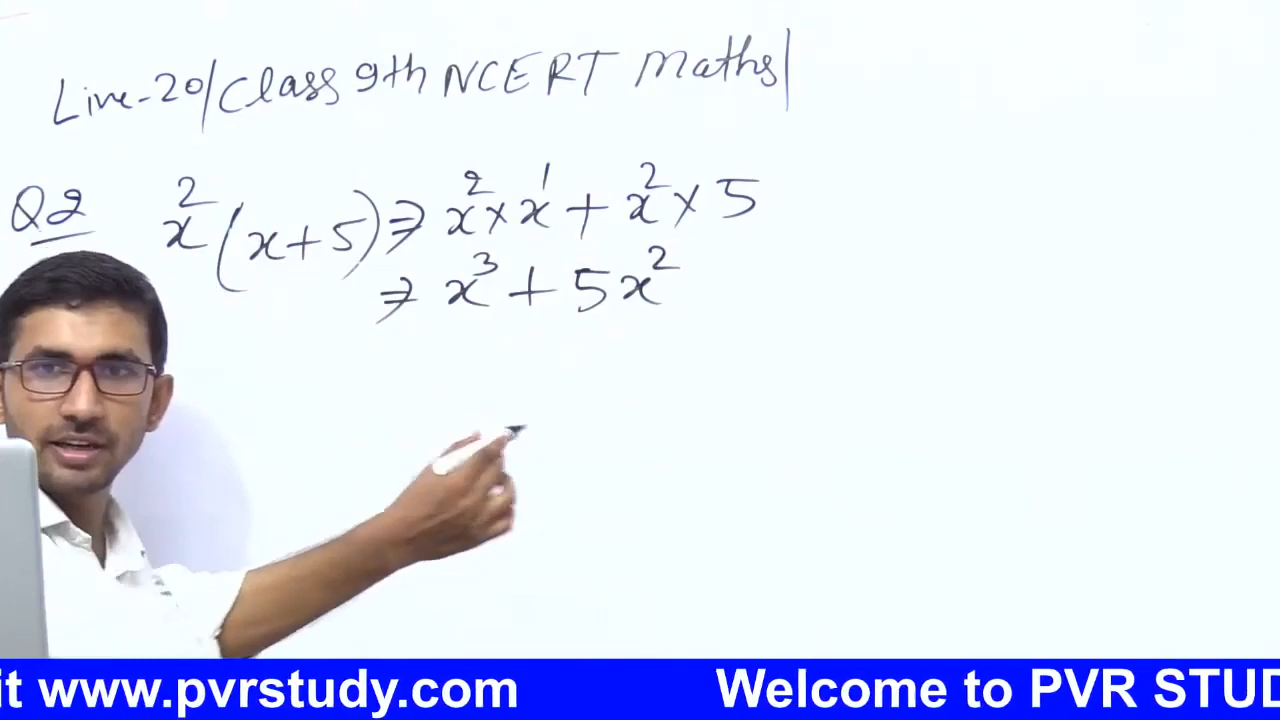 Live-20/Class 9th NCERT Maths/
Q2 x²(x+5) ⇒ x²×x¹+x²×5
⇒ x³+5x²
it www.pvrstudy.com Welcome to PVR STUD